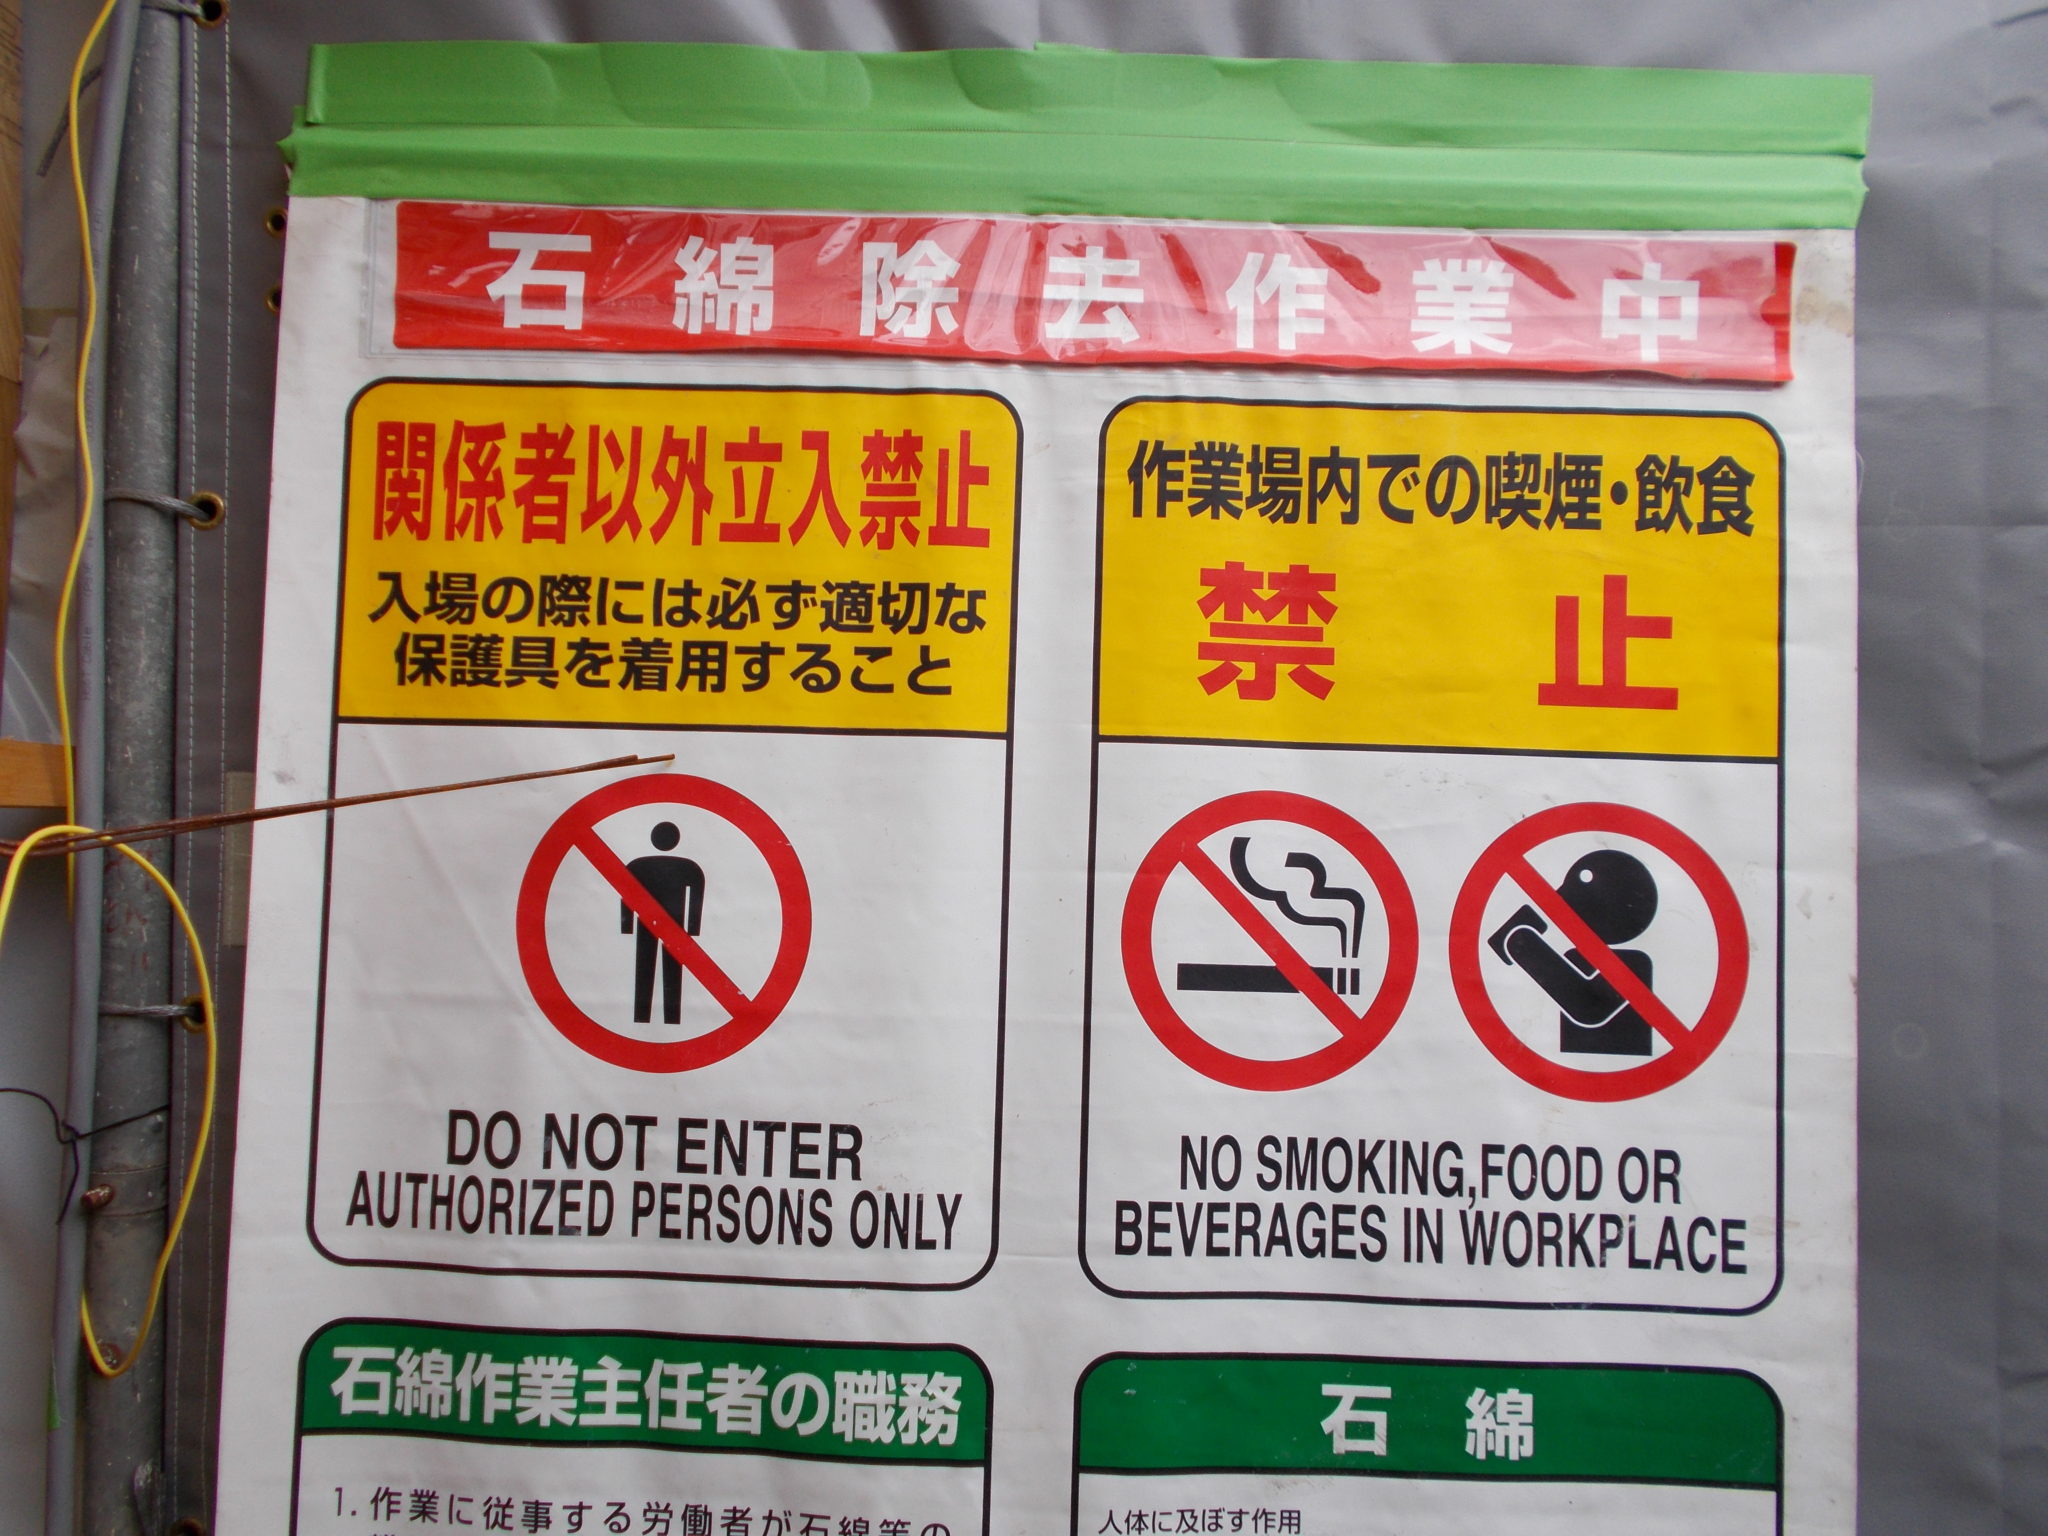 石綿除去作業中
関係者以外立入禁止
入場の際には必ず適切な
保護具を着用すること
DO NOT ENTER
AUTHORIZED PERSONS ONLY
作業場内での喫煙・飲食
禁止
NO SMOKING,FOOD OR
BEVERAGES IN WORKPLACE
石綿作業主任者の職務
1. 作業に従事する労働者が石綿等の
石綿
人体に及ぼす作用